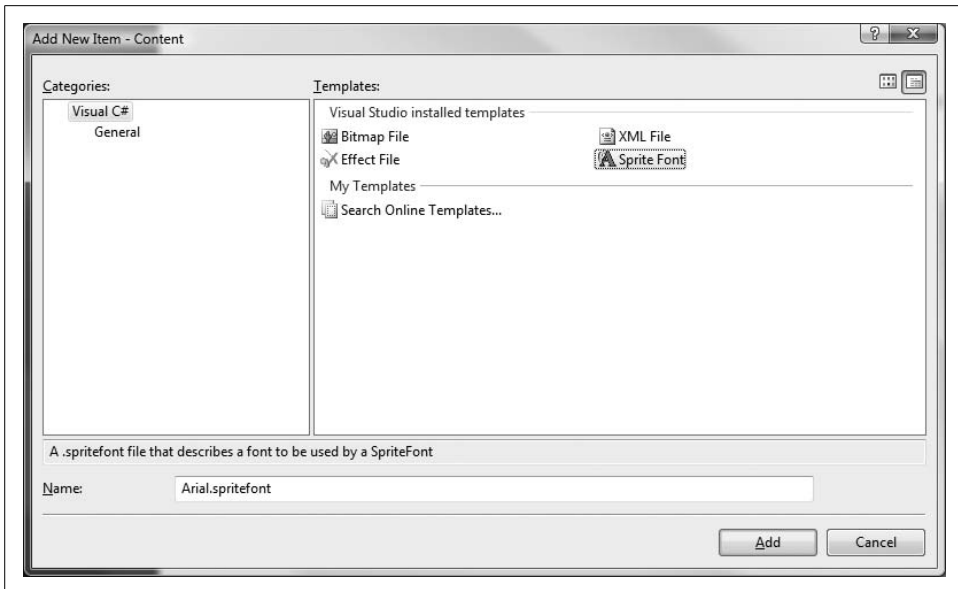 Add New Item - Content
Categories:
Templates:
Visual C#
General
Visual Studio installed templates
Bitmap File
XML File
Effect File
Sprite Font
My Templates
Search Online Templates...
A .spritefont file that describes a font to be used by a SpriteFont
Name:
Arial.spritefont
Add
Cancel